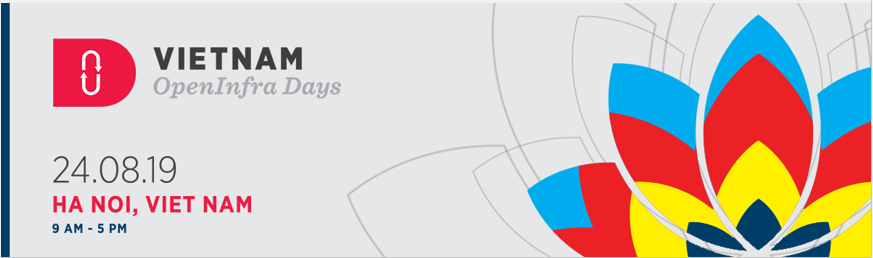 VIETNAM
OpenInfra Days
24.08.19
HA NOI, VIET NAM
9 AM - 5 PM